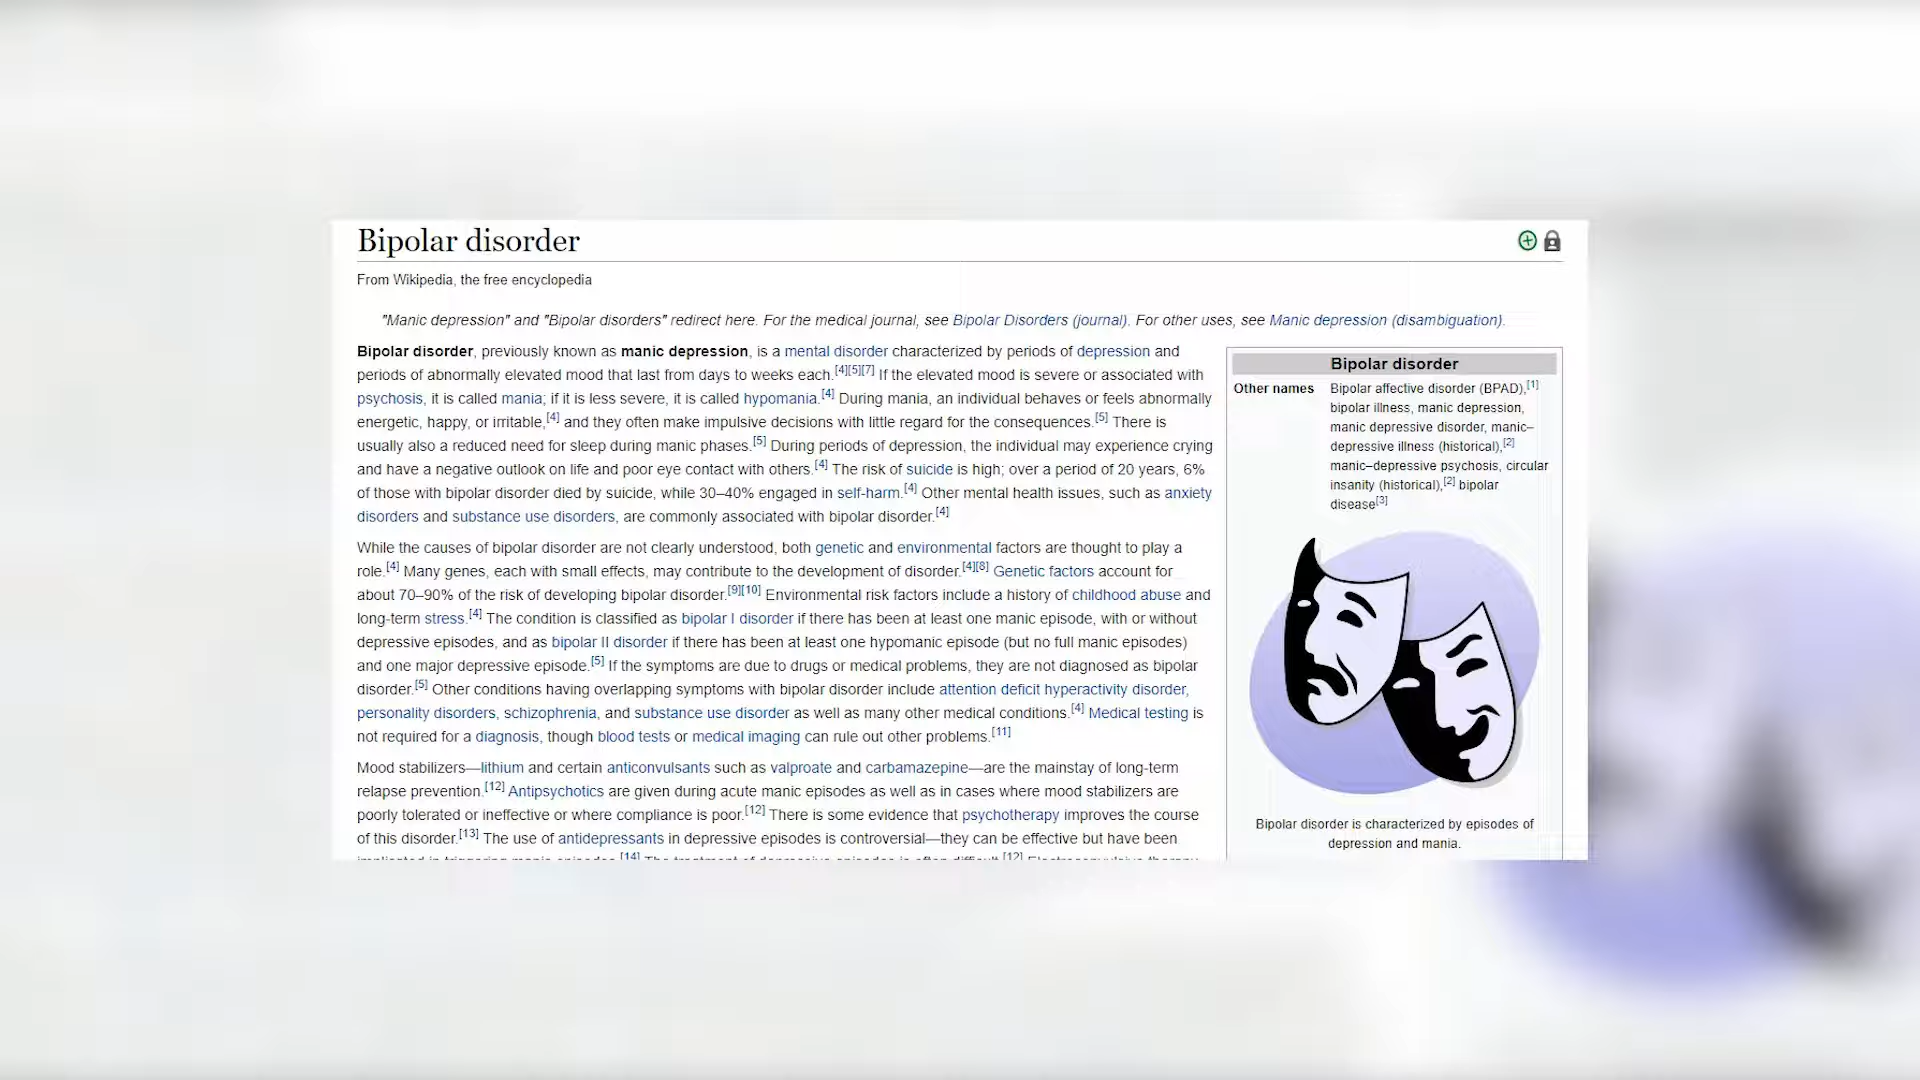 Bipolar disorder
From Wikipedia, the free encyclopedia
"Manic depression" and "Bipolar disorders" redirect here. For the medical journal, see Bipolar Disorders (journal). For other uses, see Manic depression (disambiguation).
Bipolar disorder, previously known as manic depression, is a mental disorder characterized by periods of depression and
periods of abnormally elevated mood that last from days to weeks each.[4][5][7] If the elevated mood is severe or associated with
psychosis, it is called mania; if it is less severe, it is called hypomania.[4] During mania, an individual behaves or feels abnormally
energetic, happy, or irritable,[4] and they often make impulsive decisions with little regard for the consequences.[5] There is
usually also a reduced need for sleep during manic phases.[5] During periods of depression, the individual may experience crying
and have a negative outlook on life and poor eye contact with others.[4] The risk of suicide is high; over a period of 20 years, 6%
of those with bipolar disorder died by suicide, while 30–40% engaged in self-harm.[4] Other mental health issues, such as anxiety
disorders and substance use disorders, are commonly associated with bipolar disorder.[4]
While the causes of bipolar disorder are not clearly understood, both genetic and environmental factors are thought to play a
role.[4] Many genes, each with small effects, may contribute to the development of disorder.[4][8] Genetic factors account for
about 70–90% of the risk of developing bipolar disorder.[9][10] Environmental risk factors include a history of childhood abuse and
long-term stress.[4] The condition is classified as bipolar I disorder if there has been at least one manic episode, with or without
depressive episodes, and as bipolar II disorder if there has been at least one hypomanic episode (but no full manic episodes)
and one major depressive episode.[5] If the symptoms are due to drugs or medical problems, they are not diagnosed as bipolar
disorder.[5] Other conditions having overlapping symptoms with bipolar disorder include attention deficit hyperactivity disorder,
personality disorders, schizophrenia, and substance use disorder as well as many other medical conditions.[4] Medical testing is
not required for a diagnosis, though blood tests or medical imaging can rule out other problems.[11]
Mood stabilizers—lithium and certain anticonvulsants such as valproate and carbamazepine—are the mainstay of long-term
relapse prevention.[12] Antipsychotics are given during acute manic episodes as well as in cases where mood stabilizers are
poorly tolerated or ineffective or where compliance is poor.[12] There is some evidence that psychotherapy improves the course
of this disorder.[13] The use of antidepressants in depressive episodes is controversial—they can be effective but have been
implicated in triggering manic episodes.[14] The treatment of depressive episodes is often difficult.[12] Electroconvulsive therapy
Bipolar disorder
Other names Bipolar affective disorder (BPAD),[1]
bipolar illness, manic depression,
manic depressive disorder, manic–
depressive illness (historical),[2]
manic–depressive psychosis, circular
insanity (historical),[2] bipolar
disease[3]
Bipolar disorder is characterized by episodes of
depression and mania.